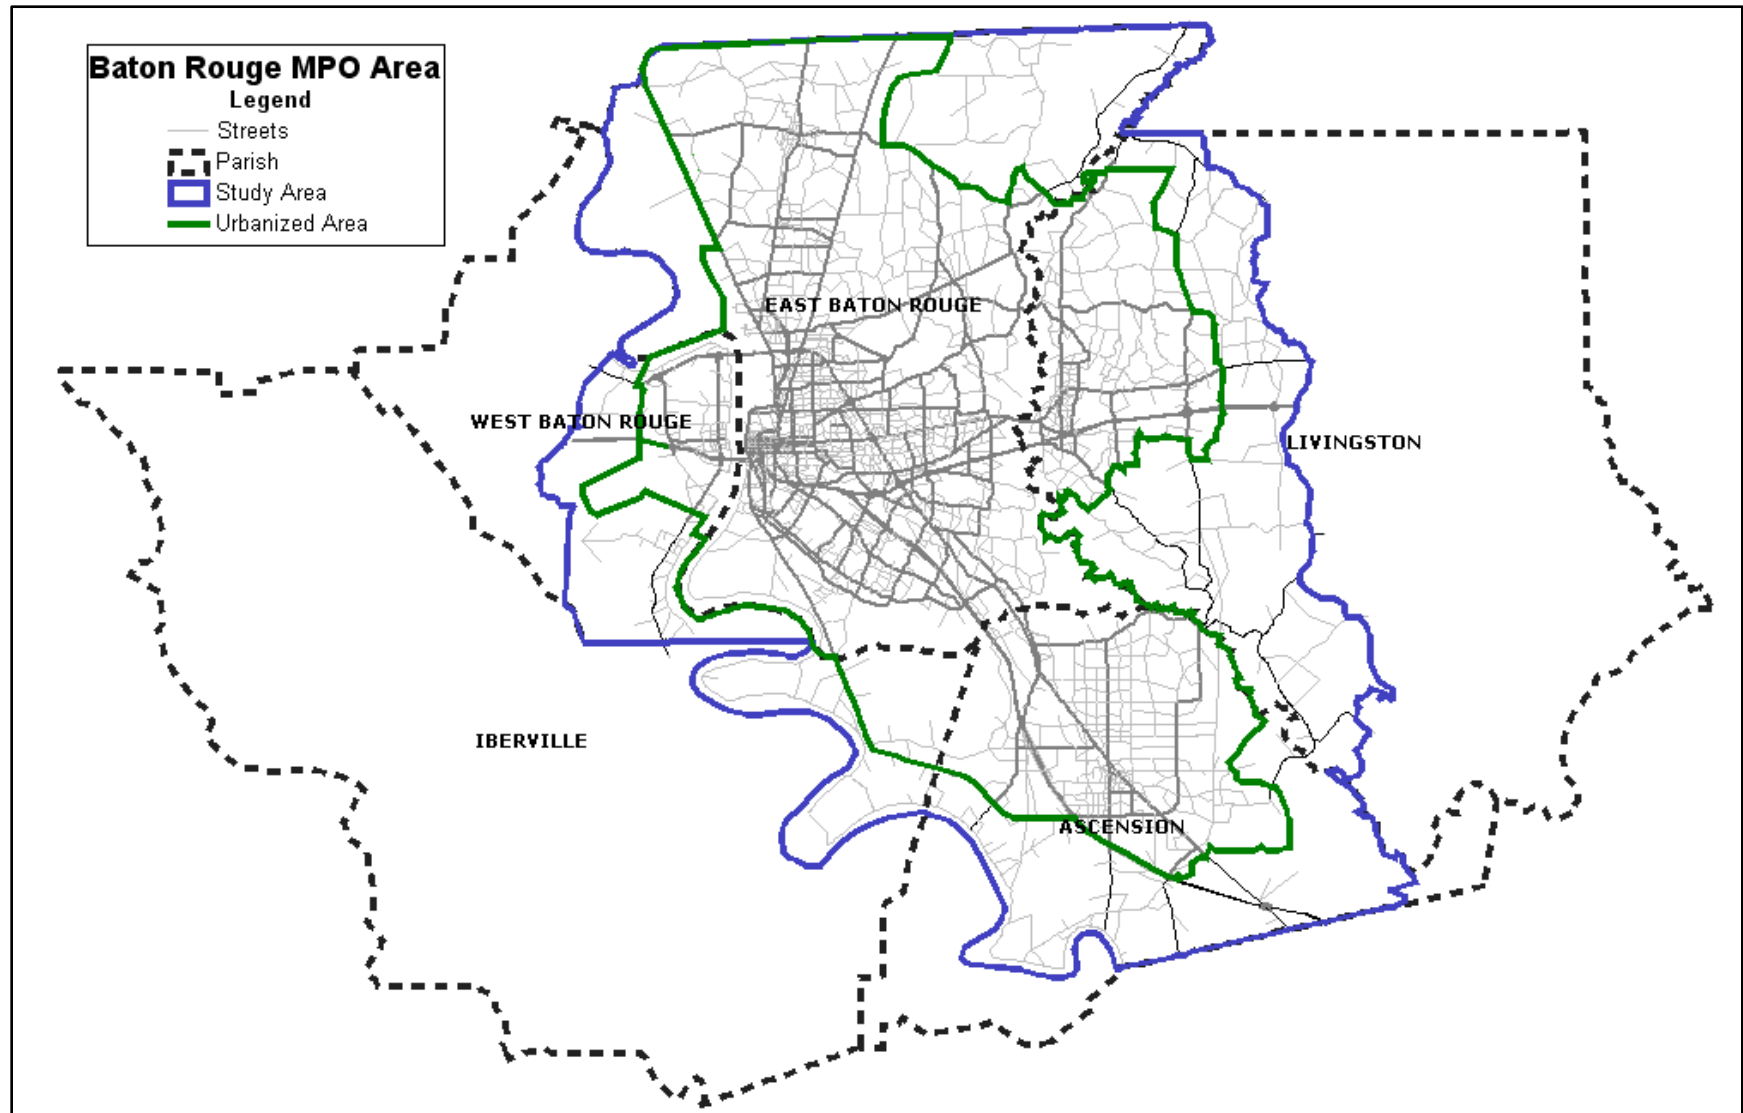 Baton Rouge MPO Area
Legend
Streets
Parish
Study Area
Urbanized Area
EAST BATON ROUGE
WEST BATON ROUGE
LIVINGSTON
IBERVILLE
ASCENSION